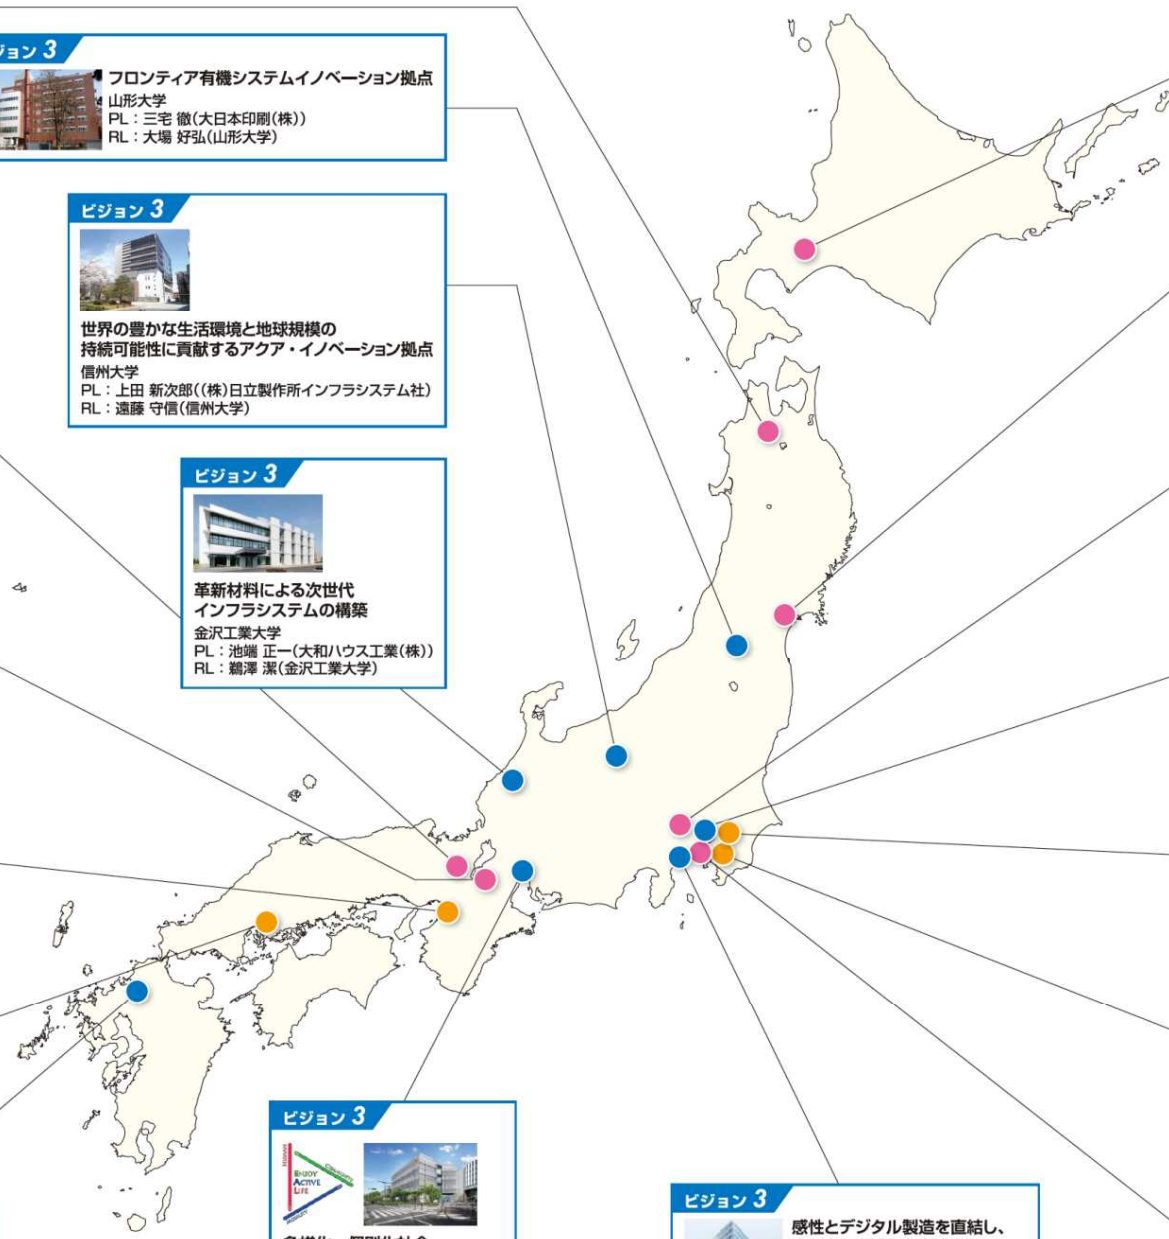 ジョン 3
フロンティア有機システムイノベーション拠点
山形大学
PL：三宅 徹(大日本印刷(株))
RL：大場 好弘(山形大学)
ビジョン 3
世界の豊かな生活環境と地球規模の
持続可能性に貢献するアクア・イノベーション拠点
信州大学
PL：上田 新次郎((株)日立製作所インフラシステム社)
RL：遠藤 守信(信州大学)
ビジョン 3
革新材料による次世代
インフラシステムの構築
金沢工業大学
PL：池端 正一(大和ハウス工業(株))
RL：鵜澤 潔(金沢工業大学)
ビジョン 3
ENJOY
ACTIVE
LIFE
ビジョン 3
感性とデジタル製造を直結し、